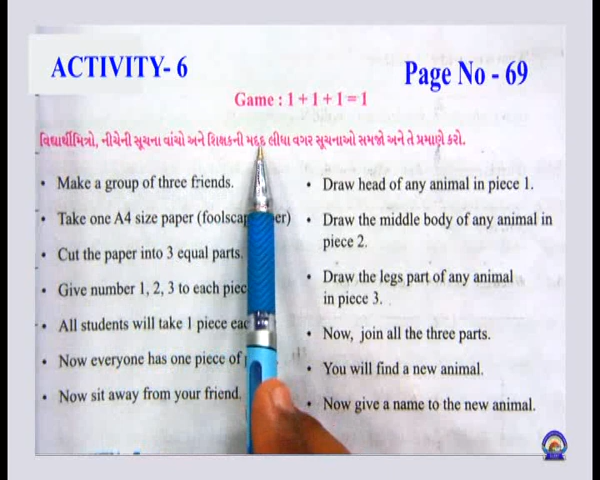 ACTIVITY- 6
Page No - 69
Game : 1 + 1 + 1 = 1
વિદ્યાર્થીમિત્રો, નીચેની સૂચના વાંચો અને શિક્ષકની મદદ લીધા વગર સૂચનાઓ સમજો અને તે પ્રમાણે કરો.
• Make a group of three friends.
• Take one A4 size paper
• Cut the paper into 3 equal parts.
• Give number 1, 2, 3 to each
• All students will take 1 piece
• Now everyone has one piece of
• Now sit away from your friend.
• Draw head of any animal in piece 1.
• Draw the middle body of any animal in
piece 2.
• Draw the legs part of any animal
in piece 3.
• Now, join all the three parts.
• You will find a new animal.
• Now give a name to the new animal.